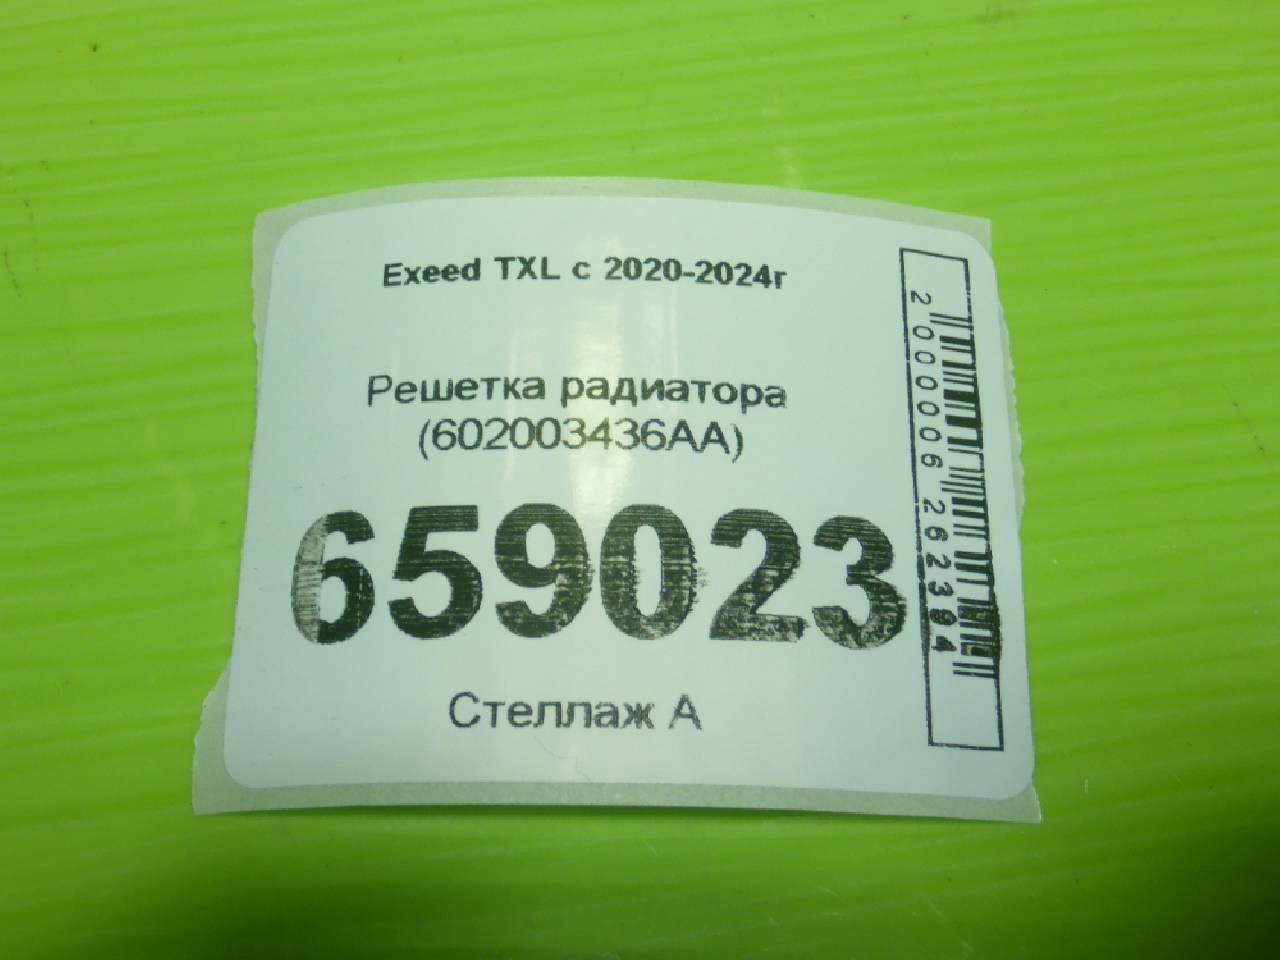 Exeed TXL с 2020-2024г
Решетка радиатора
(602003436AA)
659023
Стеллаж А
2000006262394